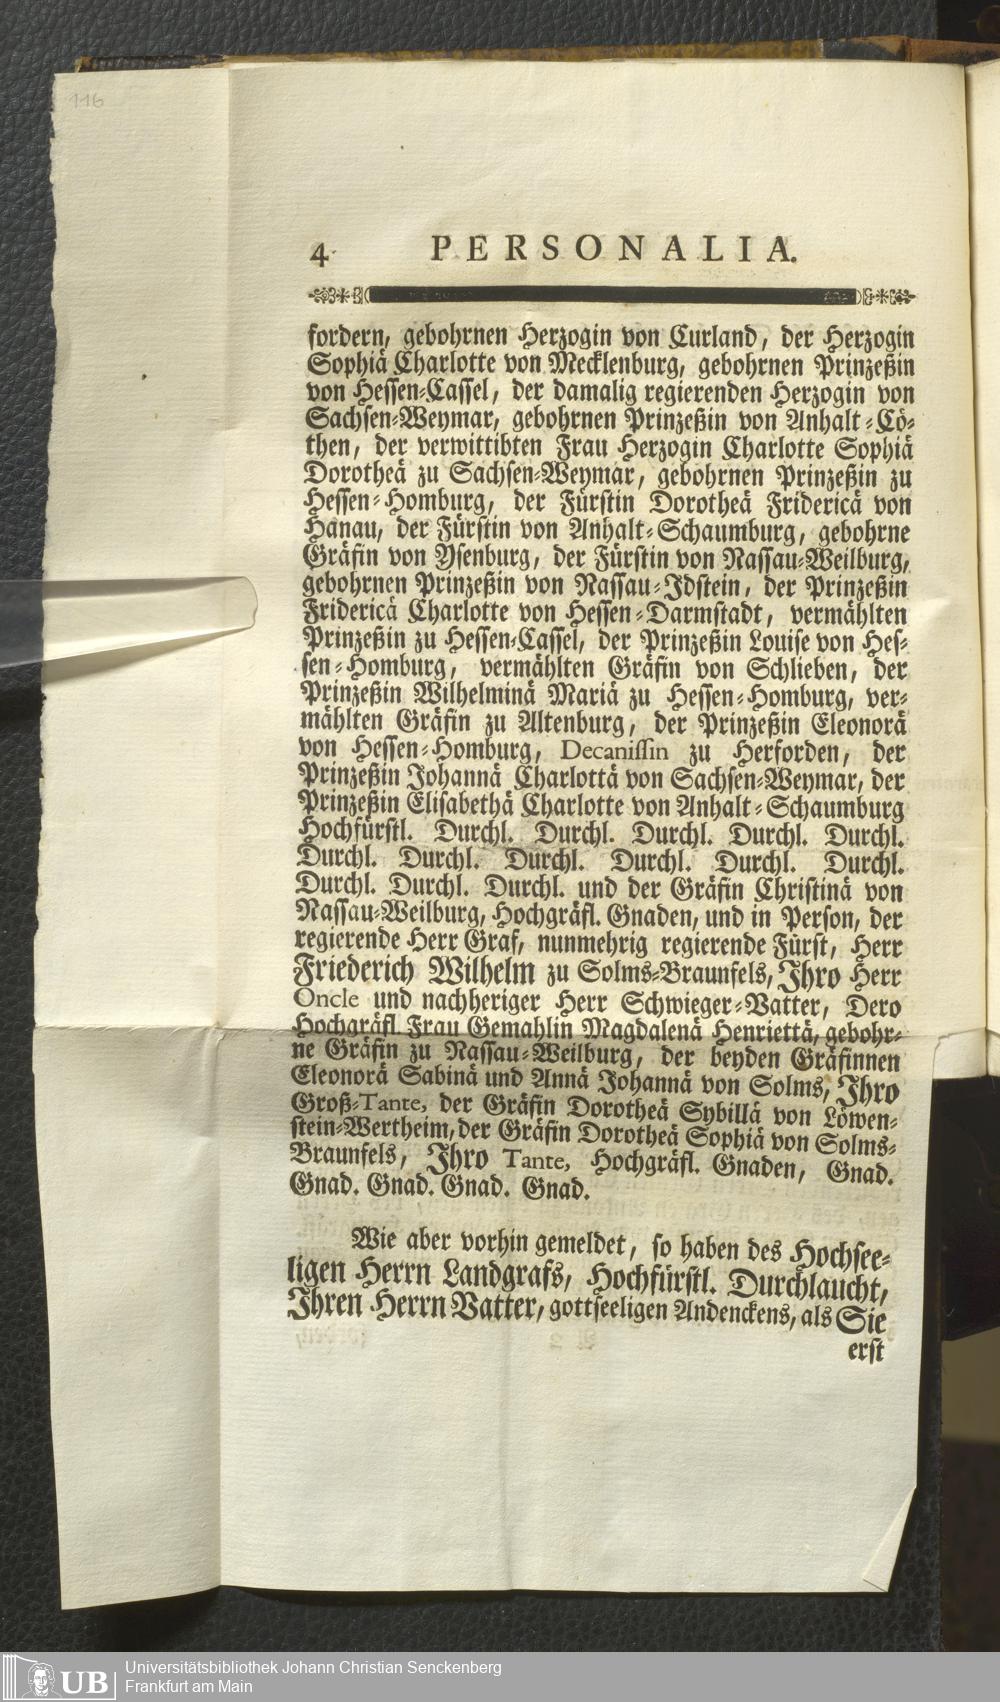 116
4 PERSONALIA.
fordern, gebohrnen Herzogin von Curland, der Herzogin
Sophiä Charlotte von Mecklenburg, gebohrnen Prinzeßin
von Hessen-Cassel, der damalig regierenden Herzogin von
Sachsen-Weymar, gebohrnen Prinzeßin von Anhalt-Cö-
then, der verwittibten Frau Herzogin Charlotte Sophiä
Dorotheä zu Sachsen-Weymar, gebohrnen Prinzeßin zu
Hessen-Homburg, der Fürstin Dorotheä Fridericä von
Hanau, der Fürstin von Anhalt-Schaumburg, gebohrne
Gräfin von Ysenburg, der Fürstin von Nassau-Weilburg,
gebohrnen Prinzeßin von Nassau-Idstein, der Prinzeßin
Fridericä Charlotte von Hessen-Darmstadt, vermählten
Prinzeßin zu Hessen-Cassel, der Prinzeßin Louise von Hes-
sen-Homburg, vermählten Gräfin von Schlieben, der
Prinzeßin Wilhelminä Mariä zu Hessen-Homburg, ver-
mählten Gräfin zu Altenburg, der Prinzeßin Eleonorä
von Hessen-Homburg, Decanissin zu Herforden, der
Prinzeßin Johannä Charlottä von Sachsen-Weymar, der
Prinzeßin Elisabethä Charlotte von Anhalt-Schaumburg
Hochfürstl. Durchl. Durchl. Durchl. Durchl. Durchl.
Durchl. Durchl. Durchl. Durchl. Durchl. Durchl.
Durchl. Durchl. Durchl. und der Gräfin Christinä von
Nassau-Weilburg, Hochgräfl. Gnaden, und in Person, der
regierende Herr Graf, nunmehrig regierende Fürst, Herr
Friederich Wilhelm zu Solms-Braunfels, Ihro Herr
Oncle und nachheriger Herr Schwieger-Vatter, Dero
Hochgräfl. Frau Gemahlin Magdalenä Henriettä, gebohr-
ne Gräfin zu Nassau-Weilburg, der beyden Gräfinnen
Eleonorä Sabinä und Annä Johannä von Solms, Ihro
Groß-Tante, der Gräfin Dorotheä Sybillä von Löwen-
stein-Wertheim, der Gräfin Dorotheä Sophiä von Solms-
Braunfels, Ihro Tante, Hochgräfl. Gnaden, Gnad.
Gnad. Gnad. Gnad. Gnad.
Wie aber vorhin gemeldet, so haben des Hochsee-
ligen Herrn Landgrafs, Hochfürstl. Durchlaucht,
Ihren Herrn Vatter, gottseeligen Andenckens, als Sie
erst
UB Universitätsbibliothek Johann Christian Senckenberg
Frankfurt am Main